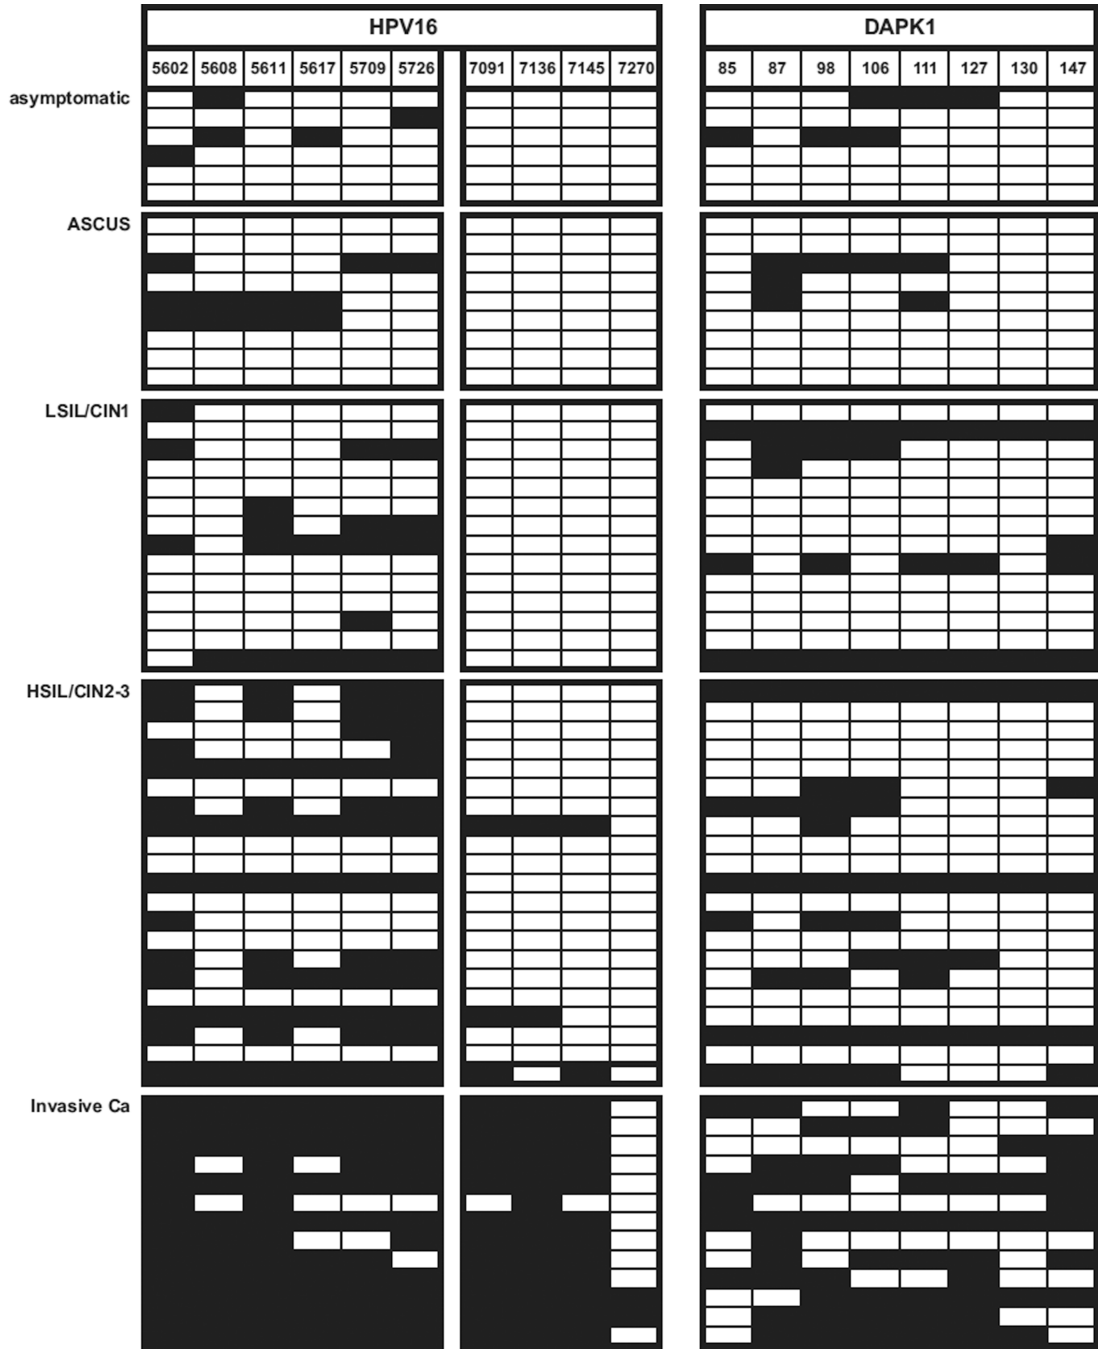 HPV16 DAPK1
5602 5608 5611 5617 5709 5726 7091 7136 7145 7270 85 87 98 106 111 127 130 147
asymptomatic
ASCUS
LSIL/CIN1
HSIL/CIN2-3
Invasive Ca